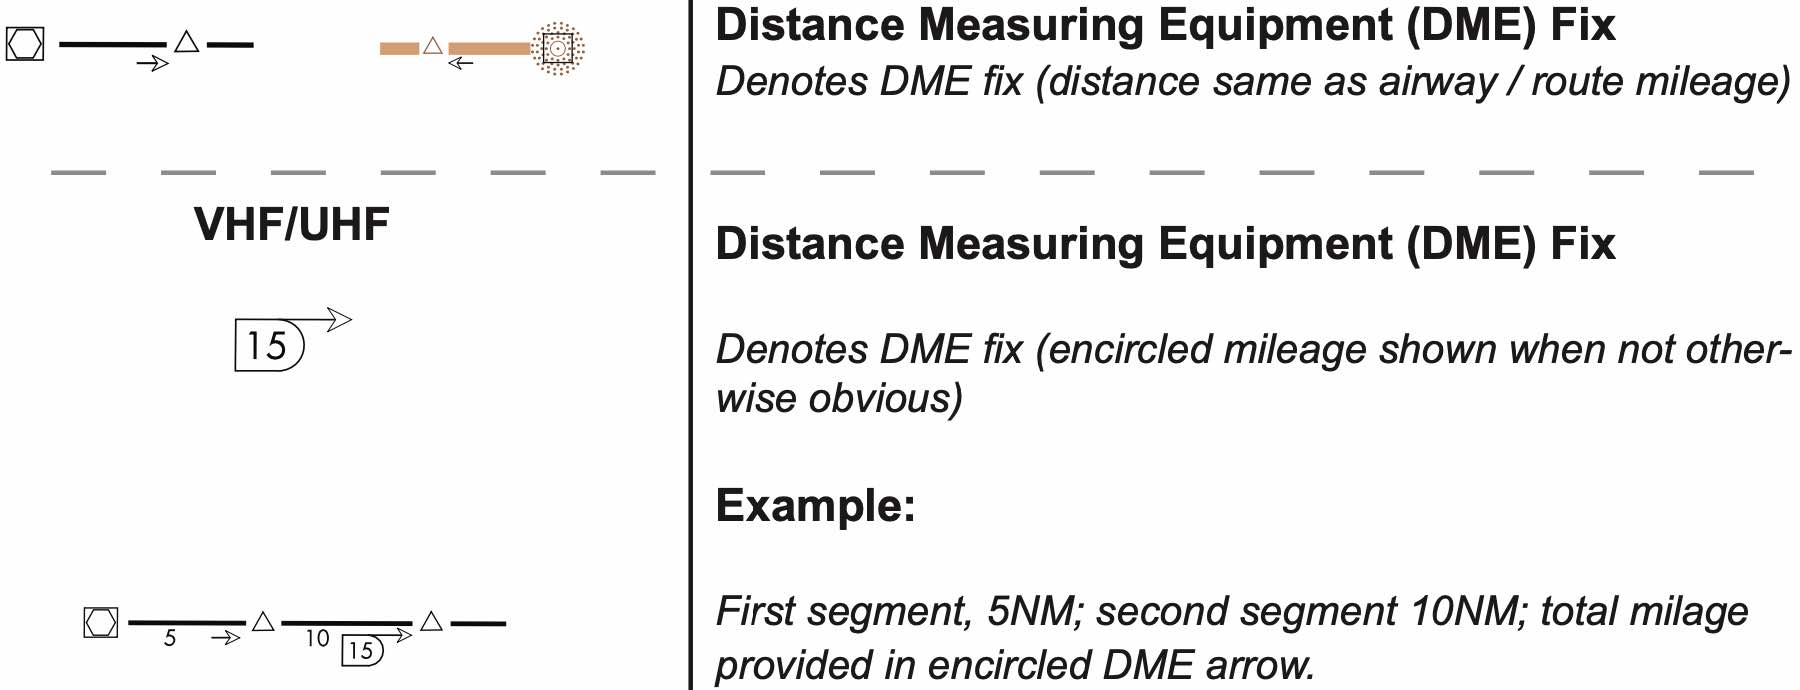 Distance Measuring Equipment (DME) Fix
Denotes DME fix (distance same as airway / route mileage)
VHF/UHF
Distance Measuring Equipment (DME) Fix
15
Denotes DME fix (encircled mileage shown when not other-
wise obvious)
Example:
First segment, 5NM; second segment 10NM; total milage
provided in encircled DME arrow.
5
10
15